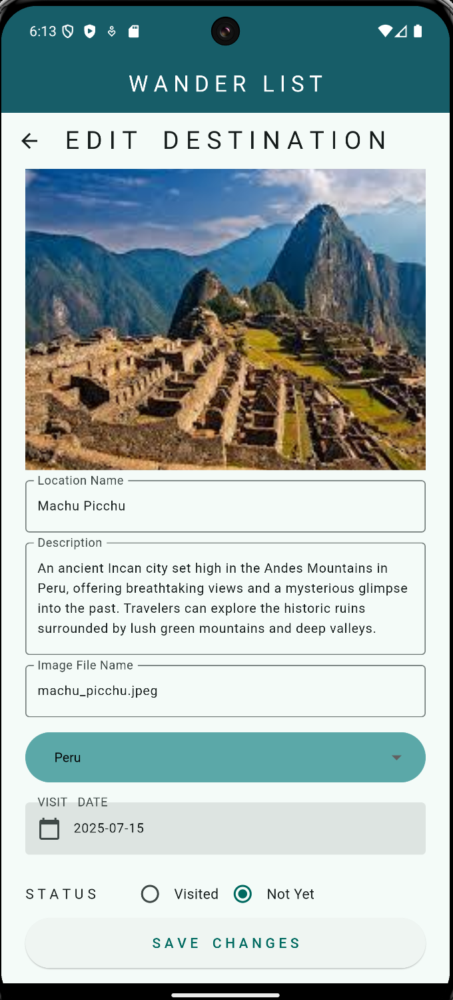 6:13
WANDER LIST
EDIT DESTINATION
Location Name
Machu Picchu
Description
An ancient Incan city set high in the Andes Mountains in
Peru, offering breathtaking views and a mysterious glimpse
into the past. Travelers can explore the historic ruins
surrounded by lush green mountains and deep valleys.
Image File Name
machu_picchu.jpeg
Peru
VISIT DATE
2025-07-15
STATUS Visited Not Yet
SAVE CHANGES